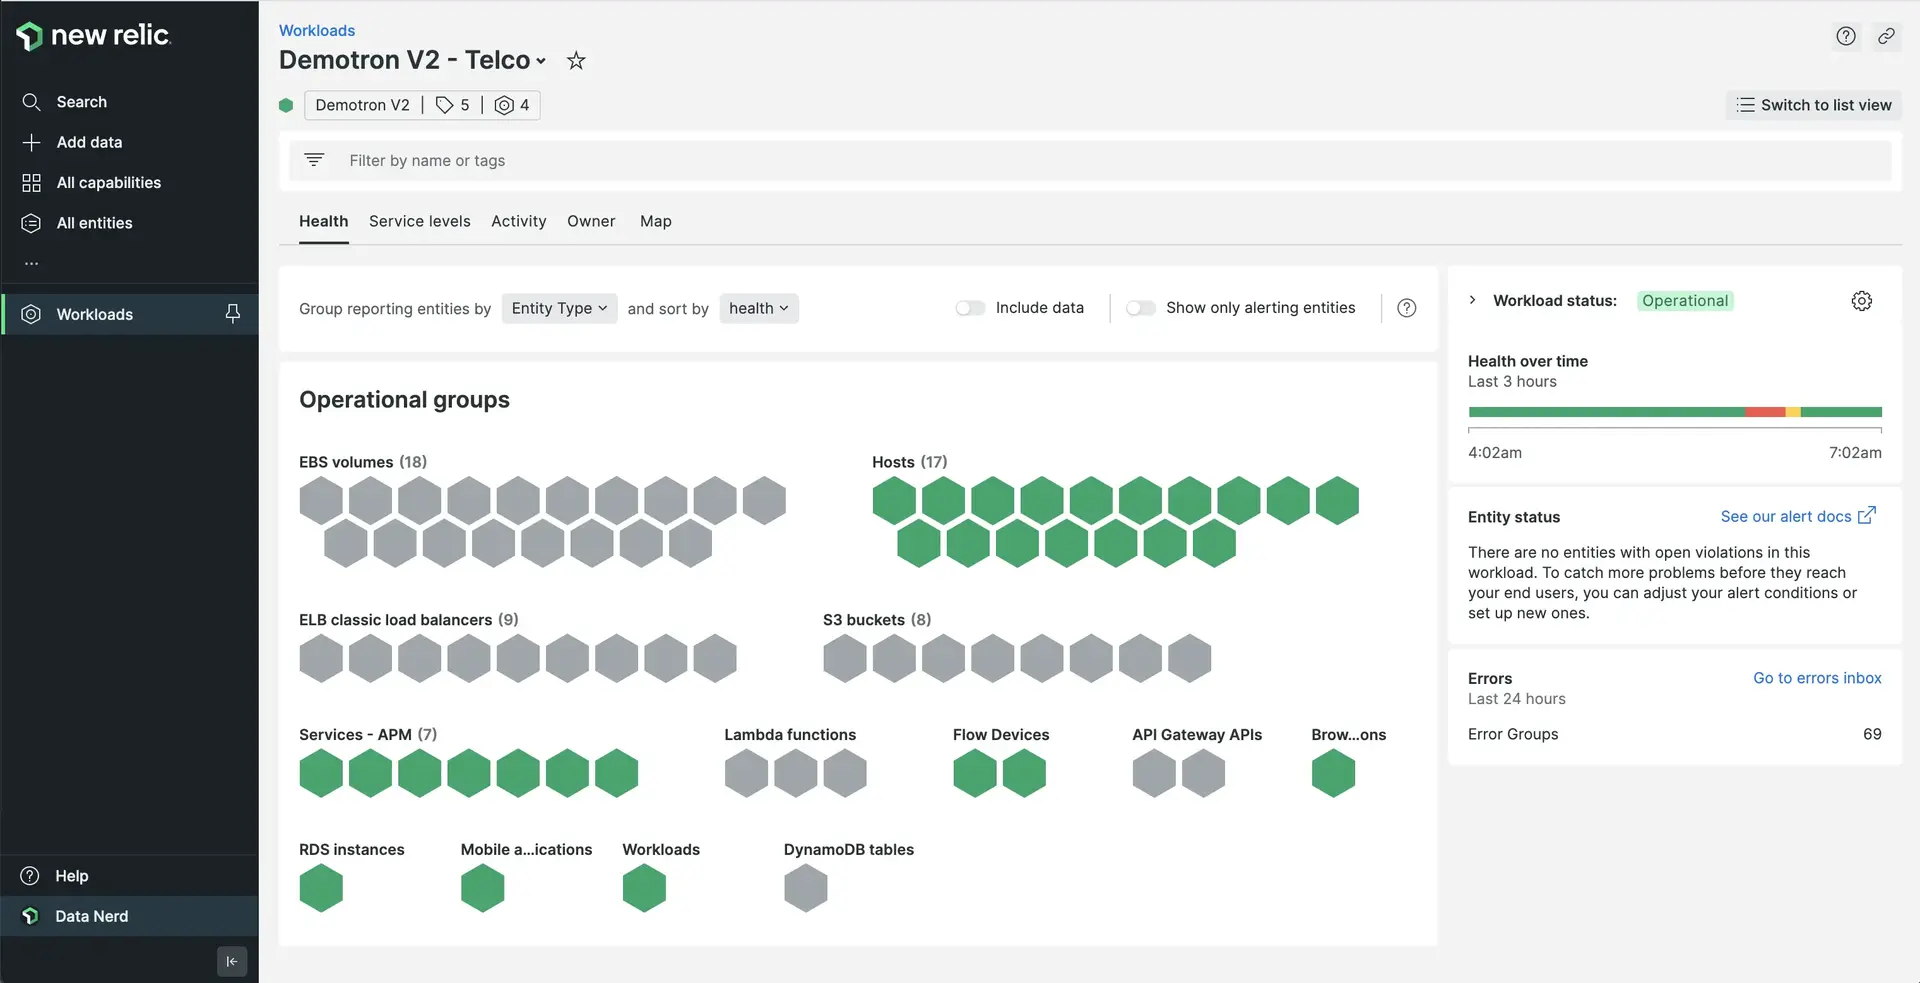 new relic
Search
Add data
All capabilities
All entities
...
Workloads
Help
Data Nerd
Workloads
Demotron V2 - Telco
Demotron V2 | 5 | 4
Switch to list view
Filter by name or tags
Health Service levels Activity Owner Map
Group reporting entities by Entity Type and sort by health
Include data
Show only alerting entities
Operational groups
EBS volumes (18)
Hosts (17)
ELB classic load balancers (9)
S3 buckets (8)
Services - APM (7)
Lambda functions
Flow Devices
API Gateway APIs
Brow...ons
RDS instances
Mobile a...ications
Workloads
DynamoDB tables
Workload status: Operational
Health over time
Last 3 hours
4:02am 7:02am
Entity status
See our alert docs
There are no entities with open violations in this
workload. To catch more problems before they reach
your end users, you can adjust your alert conditions or
set up new ones.
Errors
Go to errors inbox
Last 24 hours
Error Groups 69